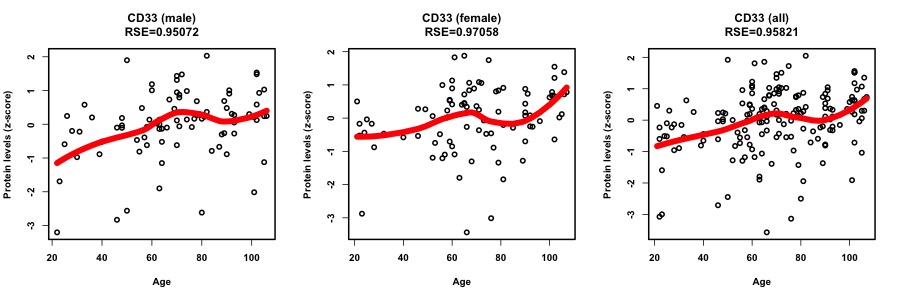 CD33 (male)
RSE=0.95072
Protein levels (z-score)
2
1
0
-1
-2
-3
20 40 60 80 100
Age
CD33 (female)
RSE=0.97058
Protein levels (z-score)
2
1
0
-1
-2
-3
20 40 60 80 100
Age
CD33 (all)
RSE=0.95821
Protein levels (z-score)
2
1
0
-1
-2
-3
20 40 60 80 100
Age